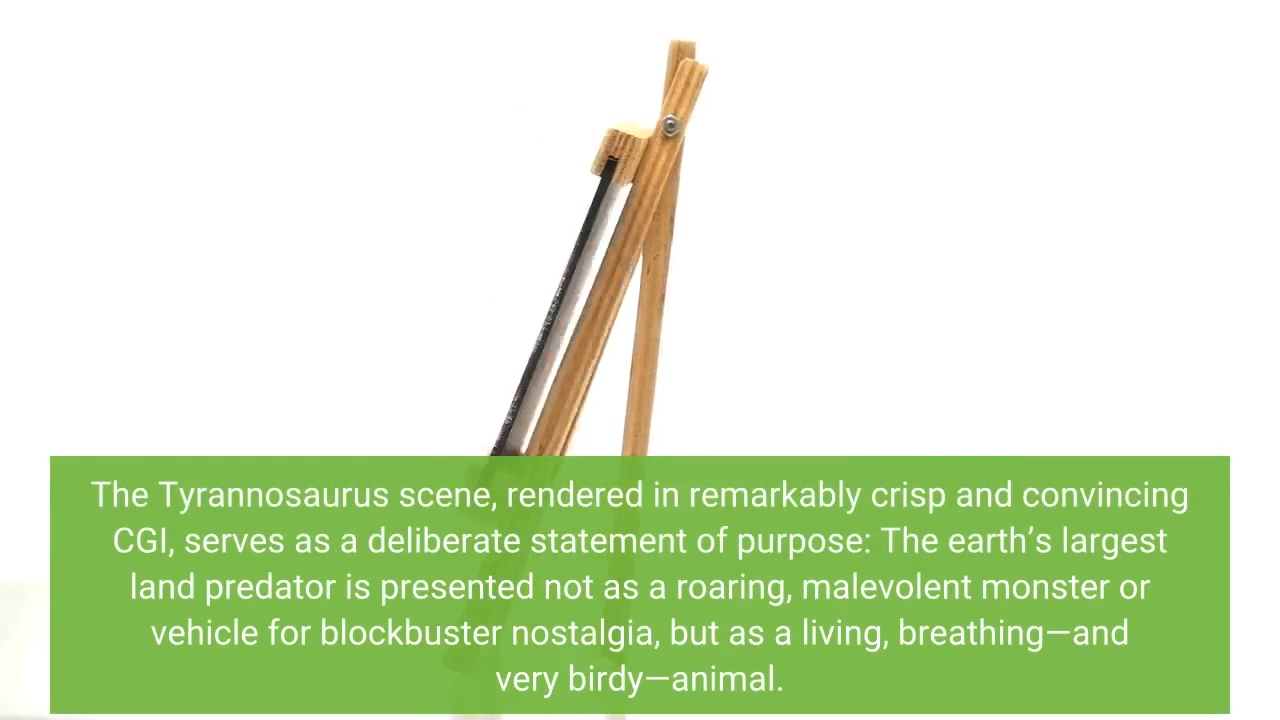 The Tyrannosaurus scene, rendered in remarkably crisp and convincing
CGI, serves as a deliberate statement of purpose: The earth’s largest
land predator is presented not as a roaring, malevolent monster or
vehicle for blockbuster nostalgia, but as a living, breathing—and
very birdy—animal.